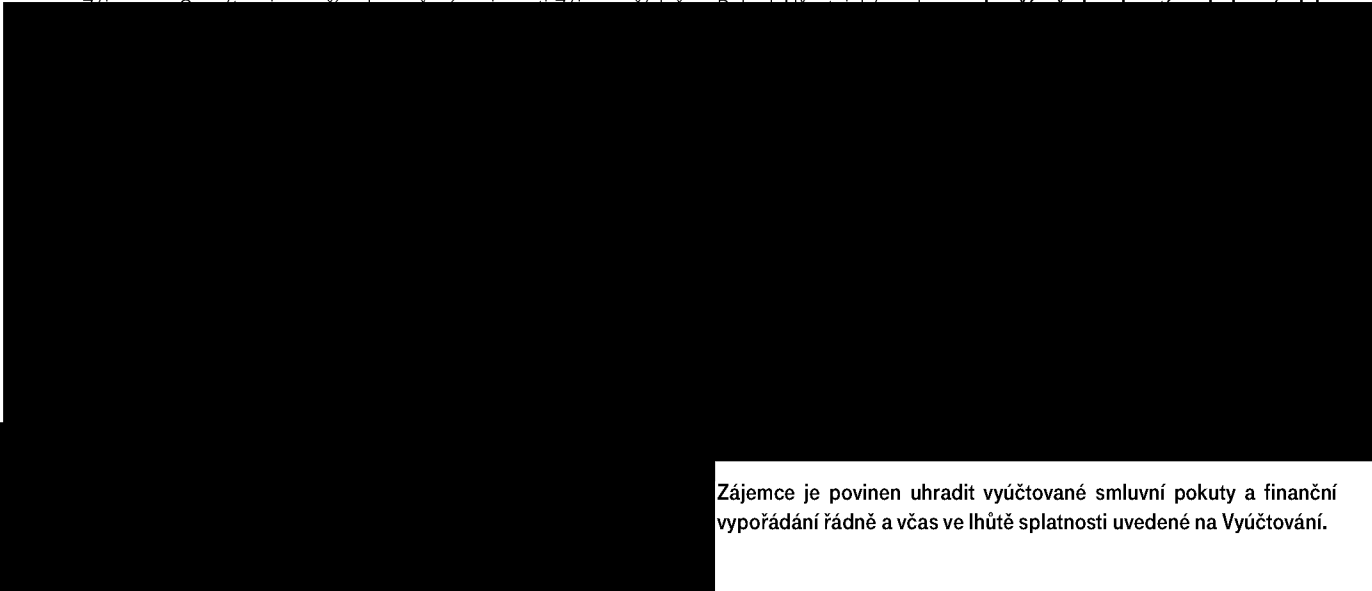 Zájemce je povinen uhradit vyúčtované smluvní pokuty a finanční
vypořádání řádně a včas ve lhůtě splatnosti uvedené na Vyúčtování.